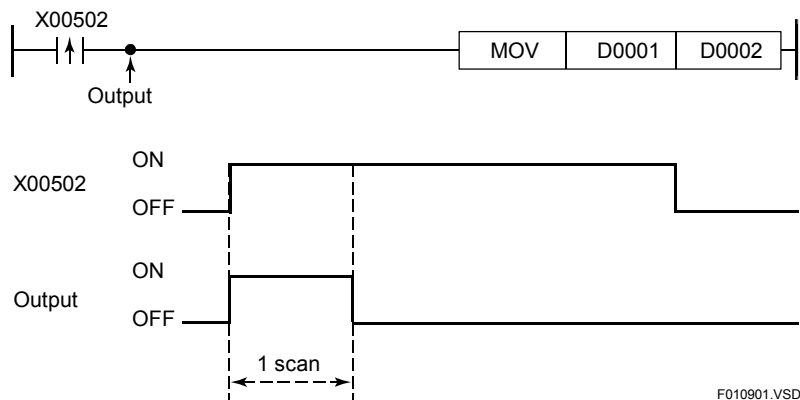 X00502
MOV D0001 D0002
Output
X00502
ON
OFF
Output
ON
OFF
1 scan
F010901.VSD